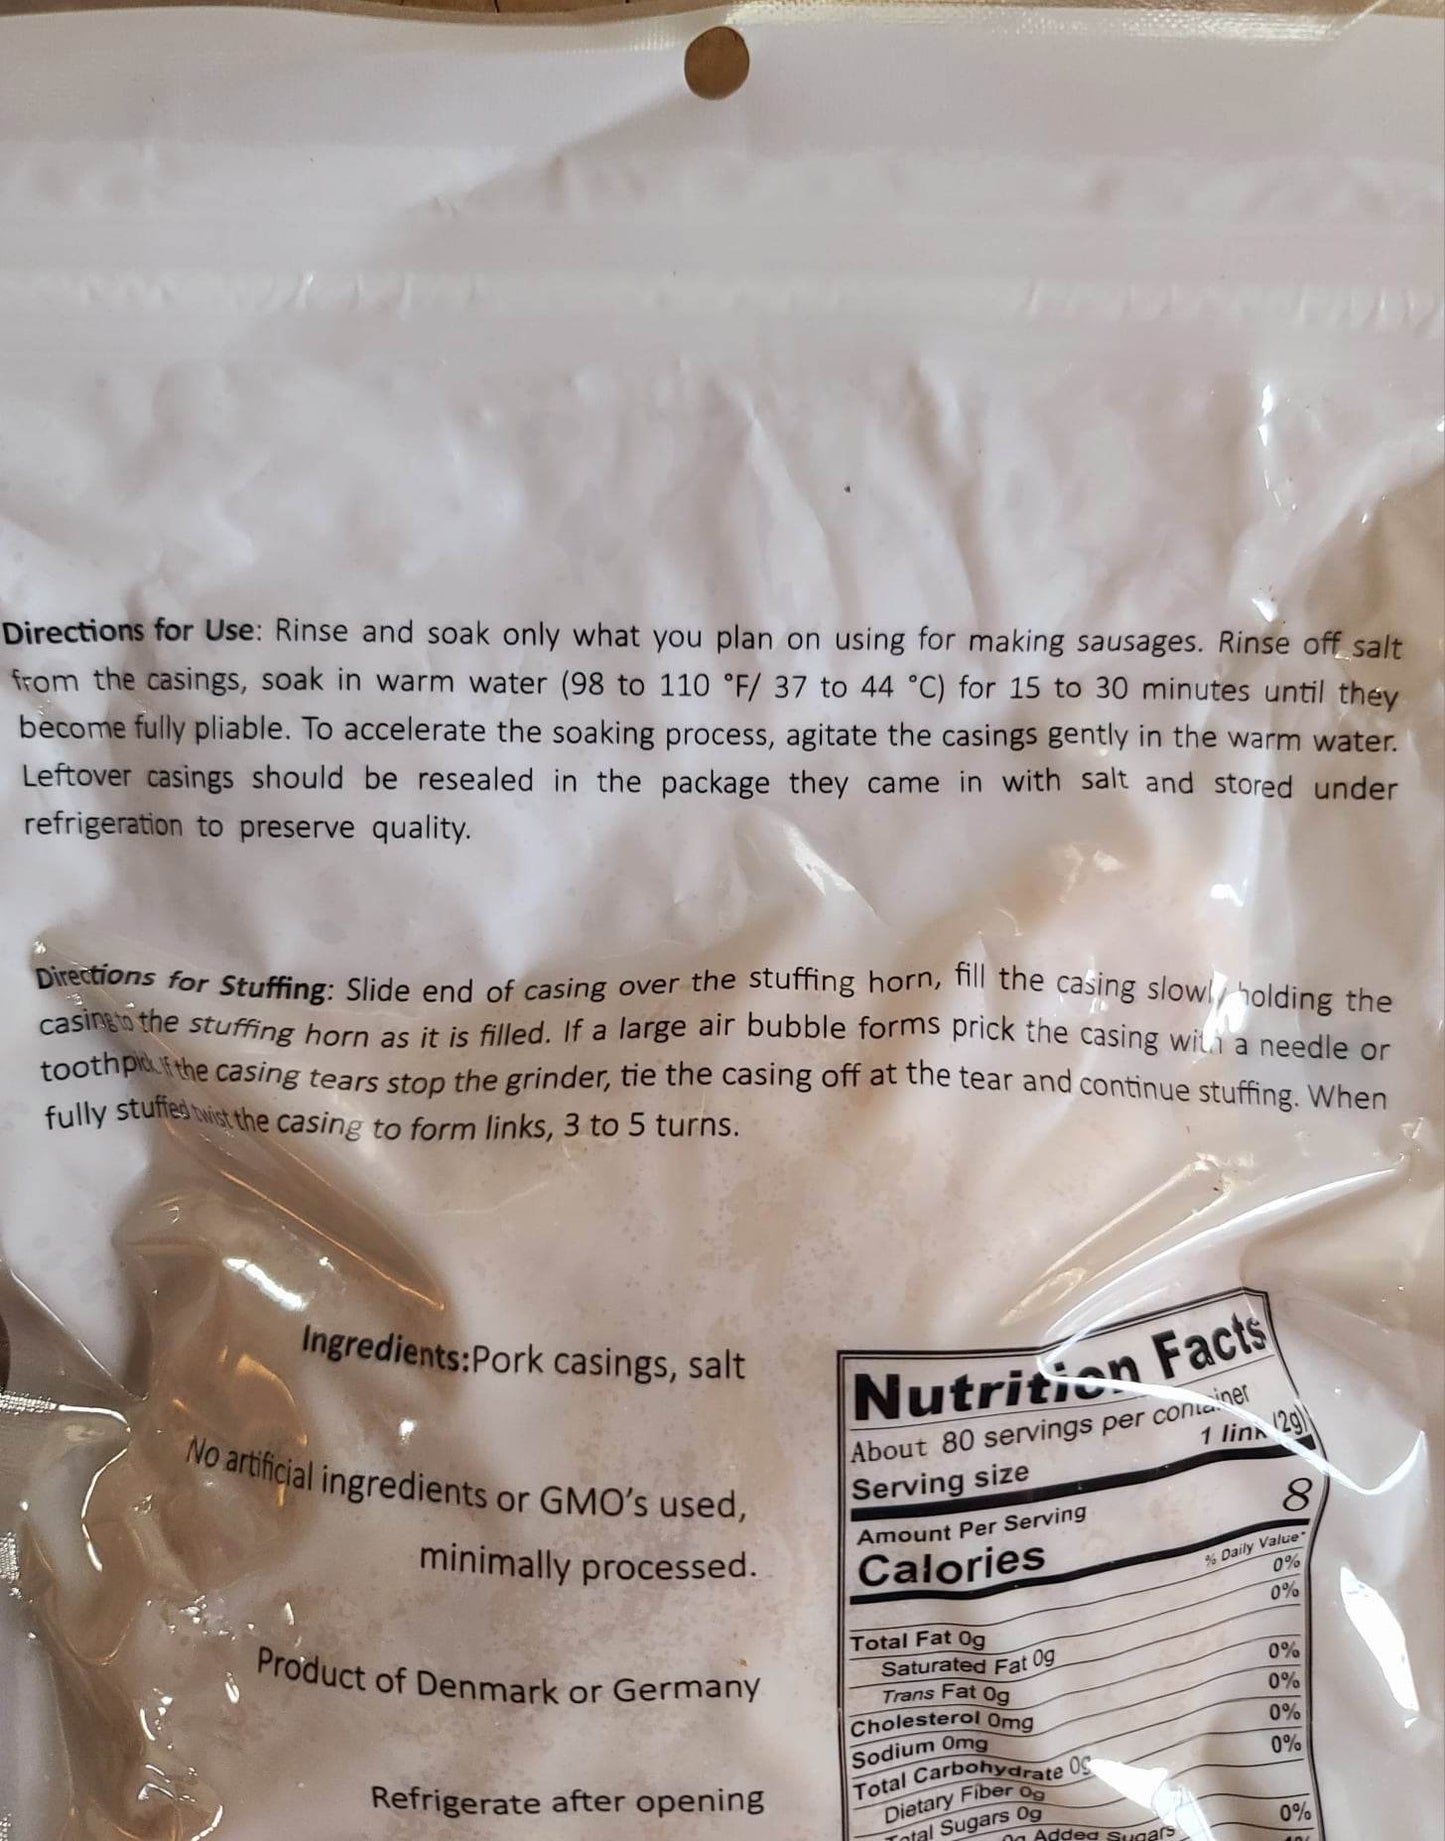 Directions for Use: Rinse and soak only what you plan on using for making sausages. Rinse off salt
from the casings, soak in warm water (98 to 110 °F/ 37 to 44 °C) for 15 to 30 minutes until they
become fully pliable. To accelerate the soaking process, agitate the casings gently in the warm water.
Leftover casings should be resealed in the package they came in with salt and stored under
refrigeration to preserve quality.
Directions for Stuffing: Slide end of casing over the stuffing horn, fill the casing slowly holding the
casing to the stuffing horn as it is filled. If a large air bubble forms prick the casing with a needle or
toothpick. If the casing tears stop the grinder, tie the casing off at the tear and continue stuffing. When
fully stuffed twist the casing to form links, 3 to 5 turns.
Ingredients:Pork casings, salt
No artificial ingredients or GMO's used,
minimally processed.
Product of Denmark or Germany
Refrigerate after opening
Nutrition Facts
About 80 servings per container
Serving size 1 link (2g)
Amount Per Serving
Calories 8
% Daily Value*
Total Fat 0g 0%
Saturated Fat 0g 0%
Trans Fat 0g
Cholesterol 0mg 0%
Sodium 0mg 0%
Total Carbohydrate 0g 0%
Dietary Fiber 0g 0%
Total Sugars 0g
Added Sugars 0%